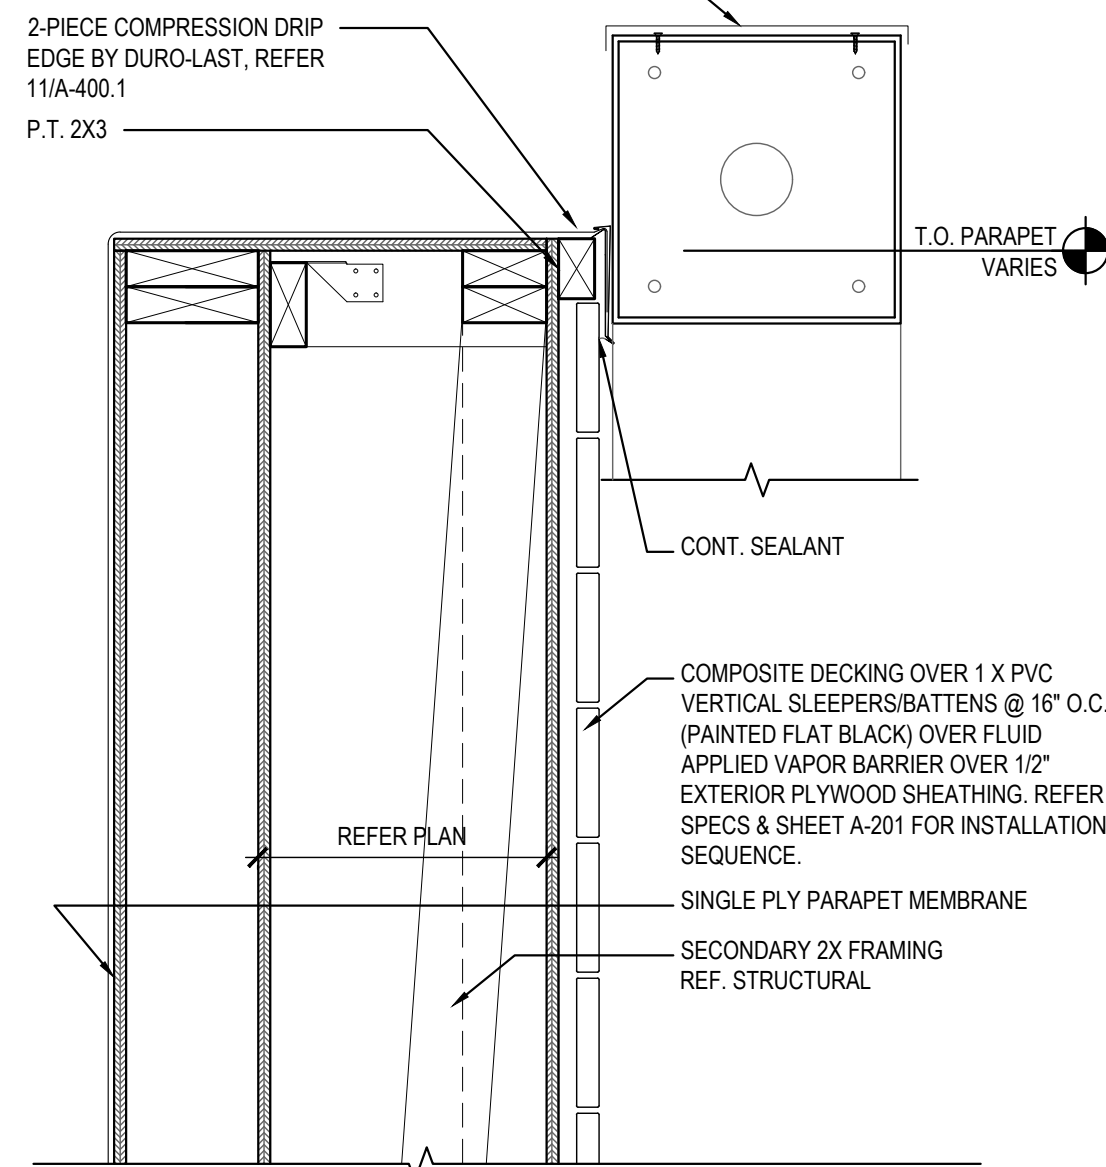 2-PIECE COMPRESSION DRIP
EDGE BY DURO-LAST, REFER
11/A-400.1
P.T. 2X3
T.O. PARAPET
VARIES
CONT. SEALANT
COMPOSITE DECKING OVER 1 X PVC
VERTICAL SLEEPERS/BATTENS @ 16" O.C.
(PAINTED FLAT BLACK) OVER FLUID
APPLIED VAPOR BARRIER OVER 1/2"
EXTERIOR PLYWOOD SHEATHING. REFER
SPECS & SHEET A-201 FOR INSTALLATION
SEQUENCE.
REFER PLAN
SINGLE PLY PARAPET MEMBRANE
SECONDARY 2X FRAMING
REF. STRUCTURAL